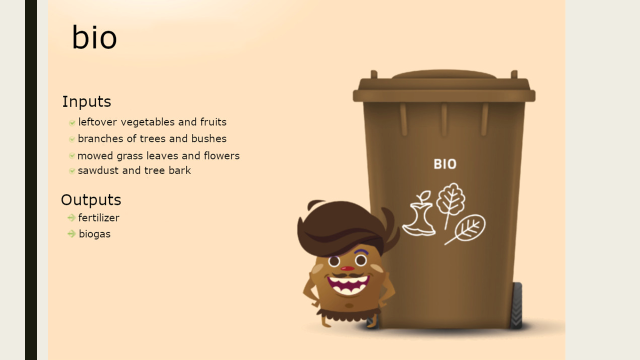 bio
Inputs
leftover vegetables and fruits
branches of trees and bushes
mowed grass leaves and flowers
sawdust and tree bark
Outputs
fertilizer
biogas
BIO